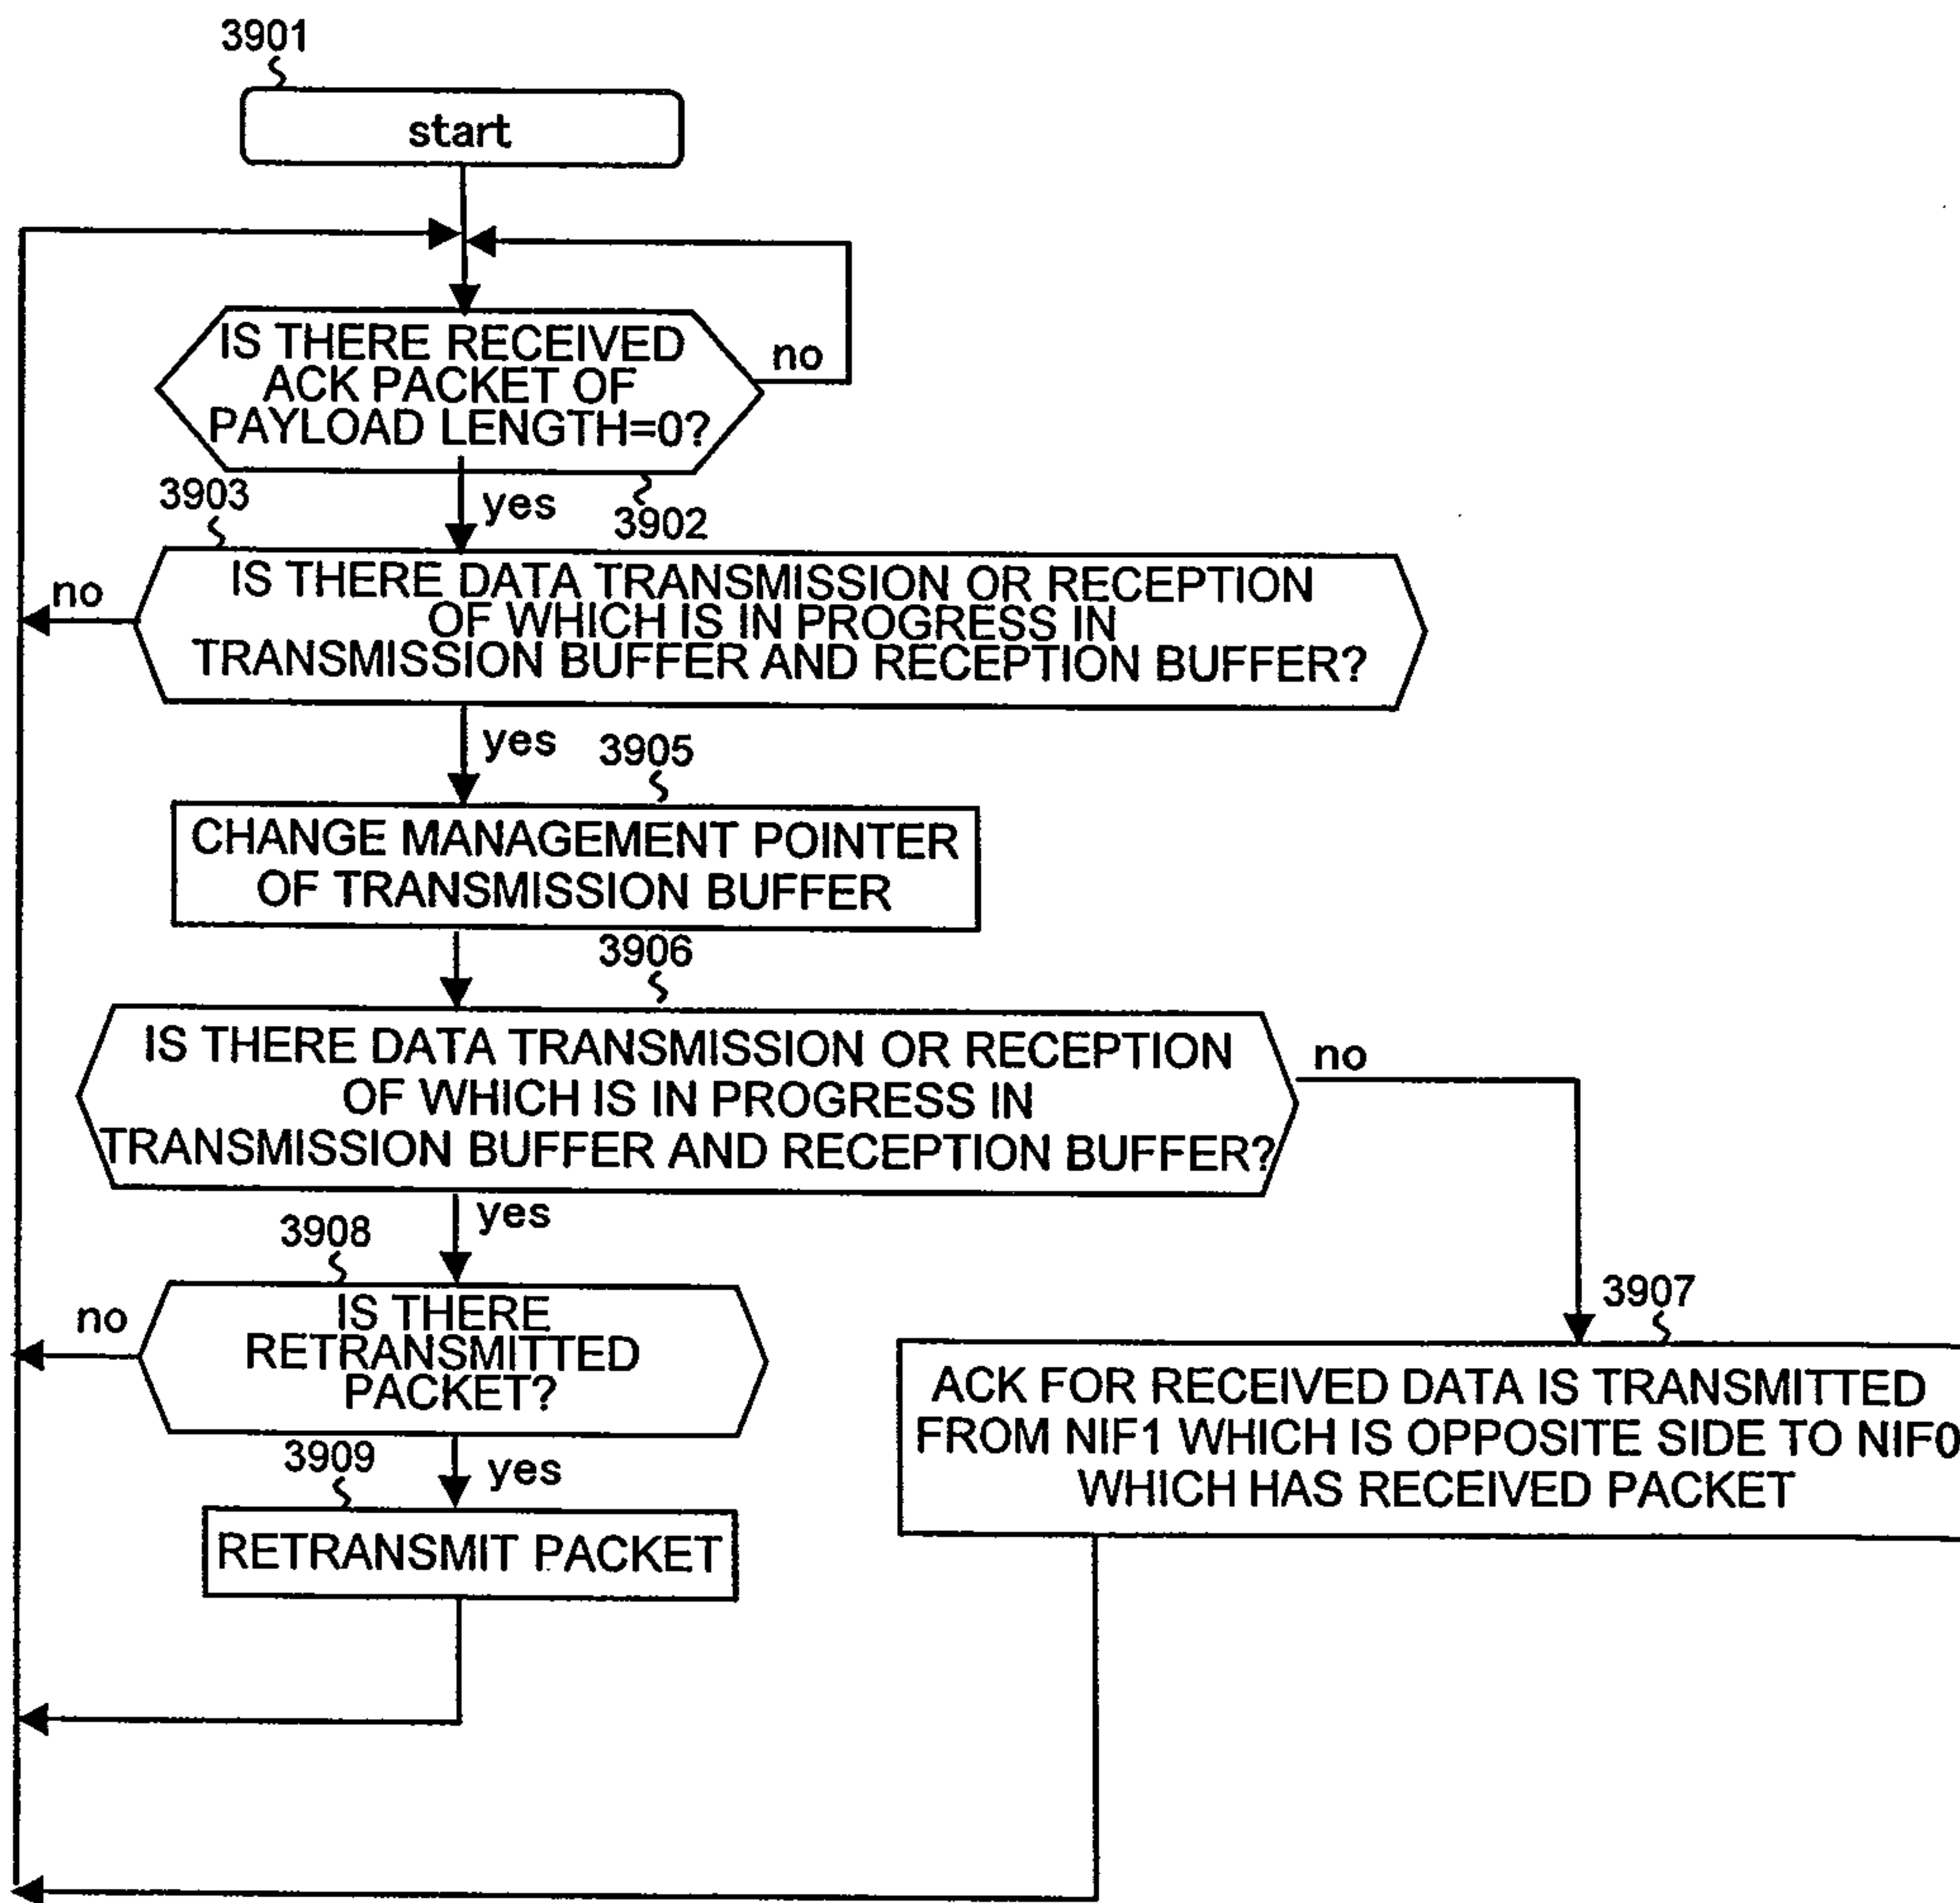 3901
start
IS THERE RECEIVED
ACK PACKET OF
PAYLOAD LENGTH=0?
no
yes
3902
3903
IS THERE DATA TRANSMISSION OR RECEPTION
OF WHICH IS IN PROGRESS IN
TRANSMISSION BUFFER AND RECEPTION BUFFER?
no
yes
3905
CHANGE MANAGEMENT POINTER
OF TRANSMISSION BUFFER
3906
IS THERE DATA TRANSMISSION OR RECEPTION
OF WHICH IS IN PROGRESS IN
TRANSMISSION BUFFER AND RECEPTION BUFFER?
no
yes
3908
IS THERE
RETRANSMITTED
PACKET?
no
yes
3907
ACK FOR RECEIVED DATA IS TRANSMITTED
FROM NIF1 WHICH IS OPPOSITE SIDE TO NIF0
WHICH HAS RECEIVED PACKET
3909
RETRANSMIT PACKET